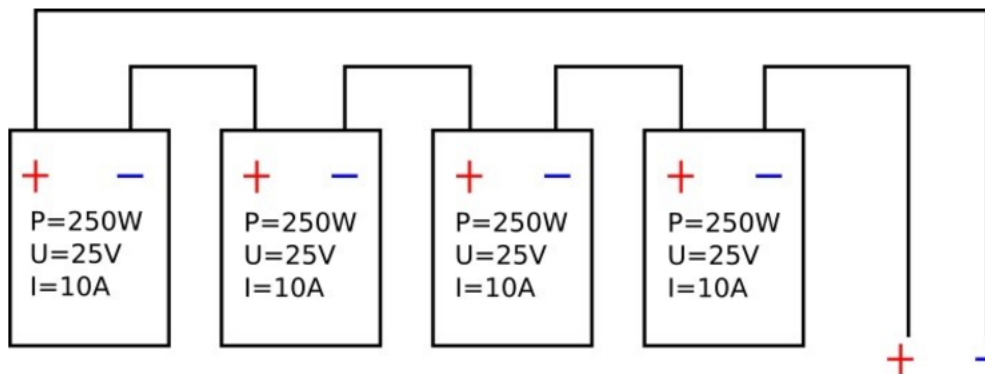 + − + − + − + −
P=250W P=250W P=250W P=250W
U=25V U=25V U=25V U=25V
I=10A I=10A I=10A I=10A
+ −